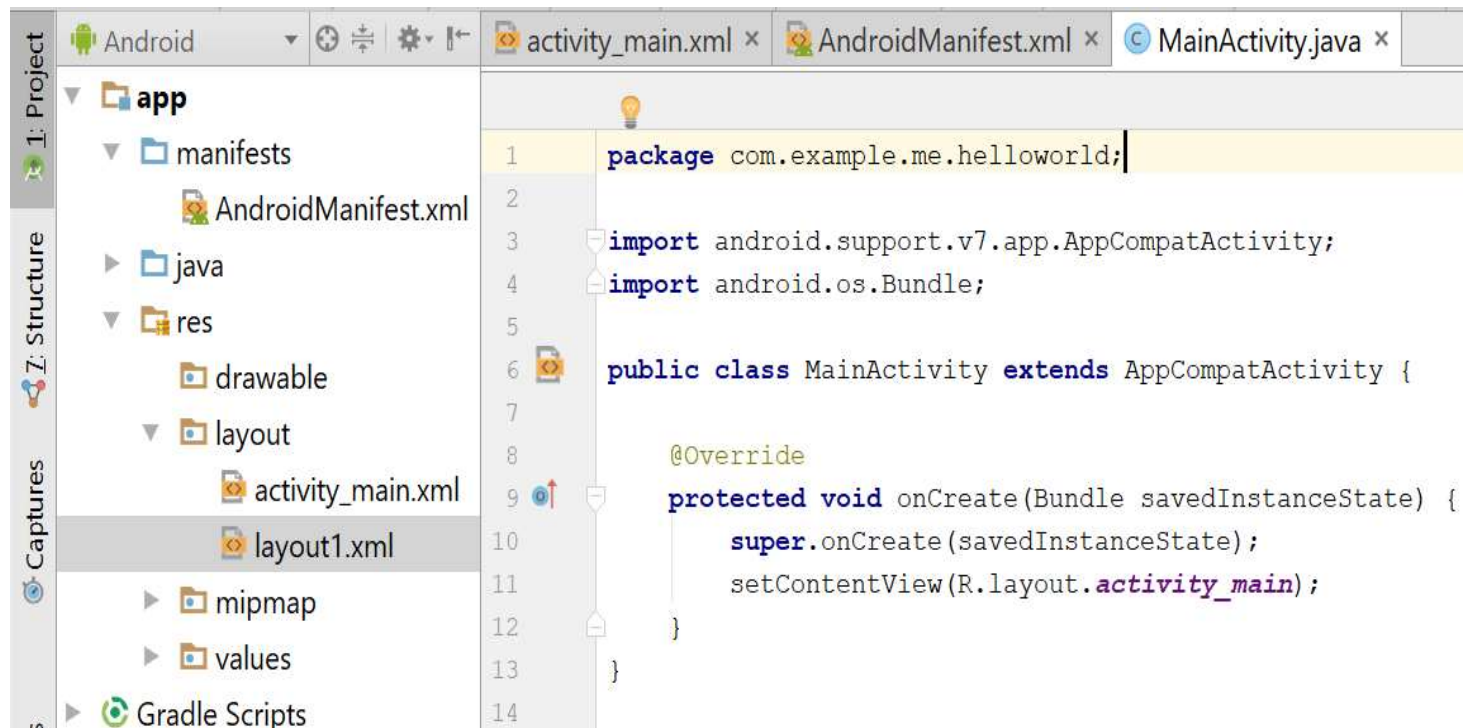 1: Project
7: Structure
Captures
Android
app
manifests
AndroidManifest.xml
java
res
drawable
layout
activity_main.xml
layout1.xml
mipmap
values
Gradle Scripts
activity_main.xml ×
AndroidManifest.xml ×
C MainActivity.java ×
1 package com.example.me.helloworld;
2
3 import android.support.v7.app.AppCompatActivity;
4 import android.os.Bundle;
5
6 public class MainActivity extends AppCompatActivity {
7
8 @Override
9 protected void onCreate(Bundle savedInstanceState) {
10 super.onCreate(savedInstanceState);
11 setContentView(R.layout.activity_main);
12 }
13 }
14